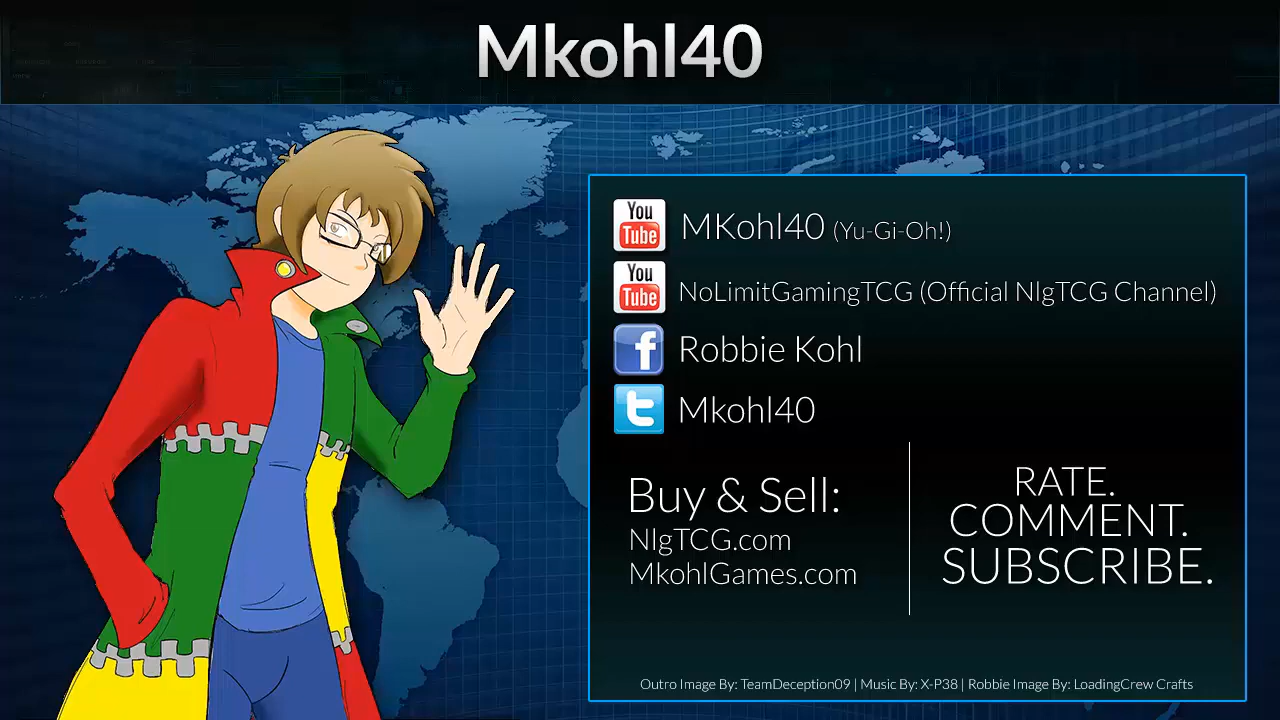 Mkohl40
You Tube MKohl40 (Yu-Gi-Oh!)
You Tube NoLimitGamingTCG (Official NlgTCG Channel)
f Robbie Kohl
t Mkohl40
Buy & Sell:
NlgTCG.com
MkohlGames.com
RATE.
COMMENT.
SUBSCRIBE.
Outro Image By: TeamDeception09 | Music By: X-P38 | Robbie Image By: LoadingCrew Crafts